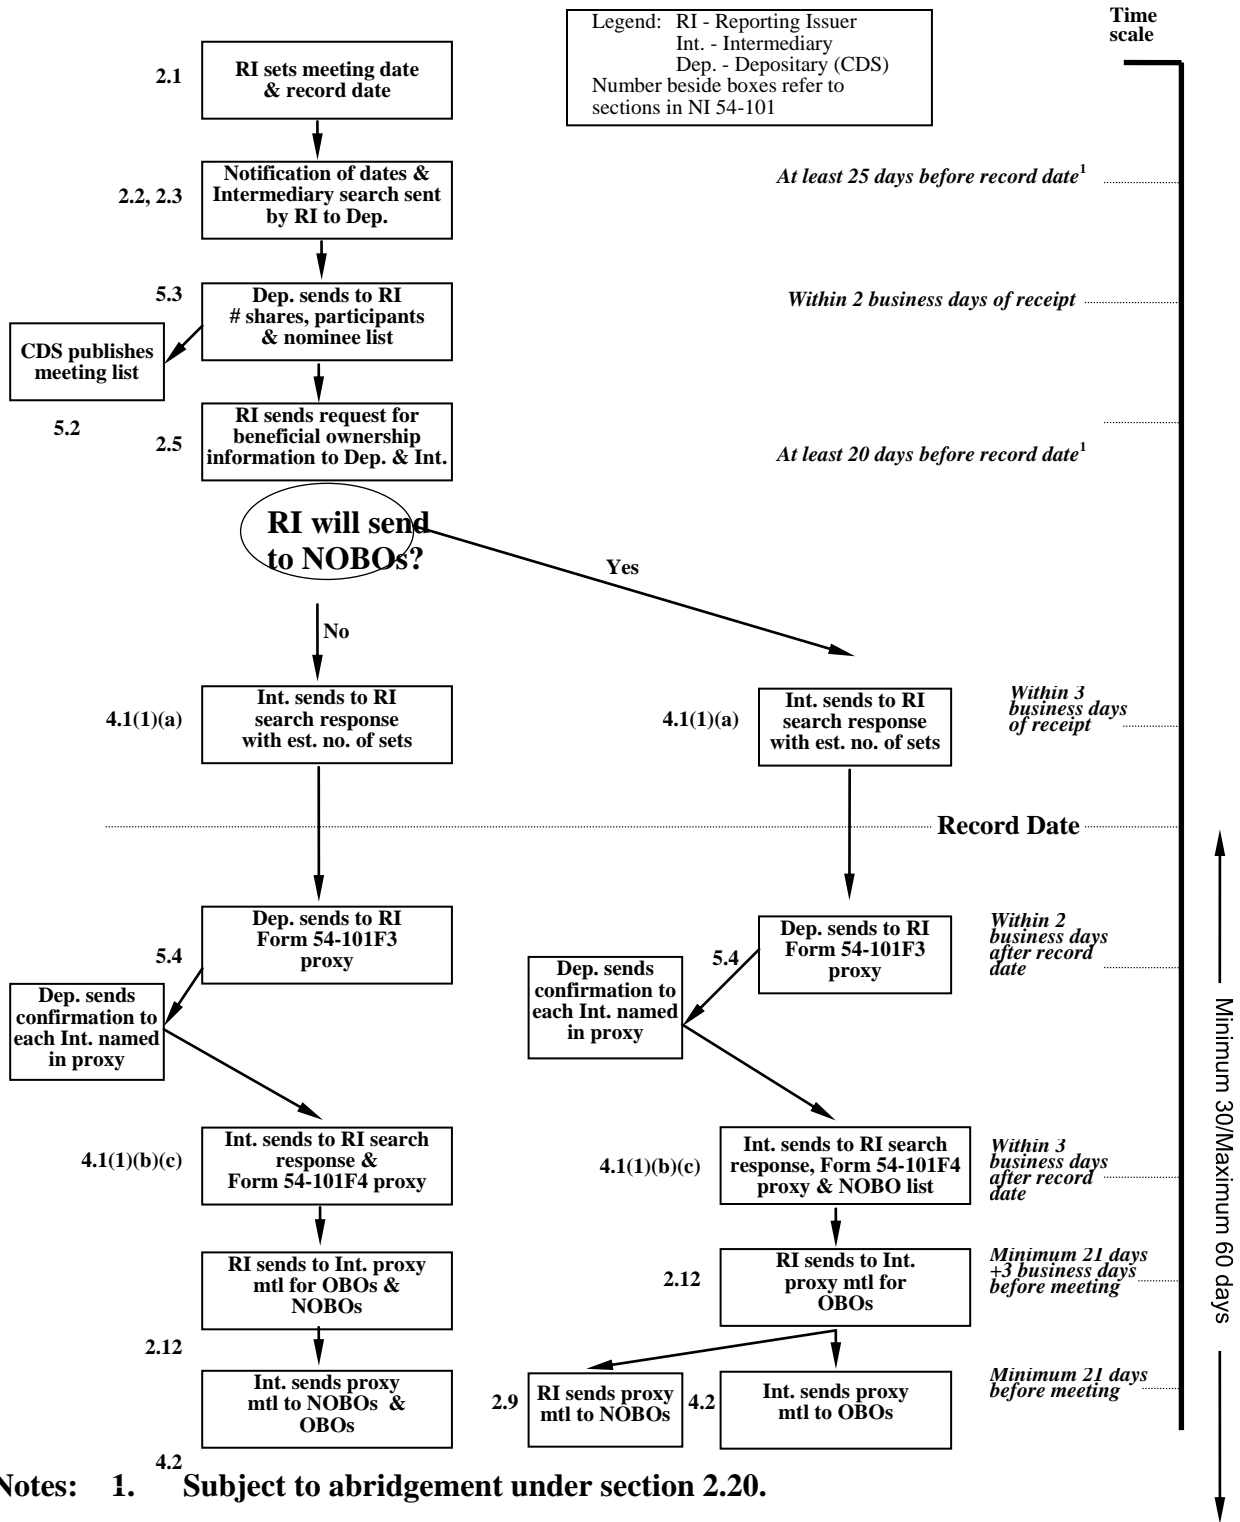 Legend: RI - Reporting Issuer
Int. - Intermediary
Dep. - Depositary (CDS)
Number beside boxes refer to
sections in NI 54-101
Time
scale
2.1
RI sets meeting date
& record date
2.2, 2.3
Notification of dates &
Intermediary search sent
by RI to Dep.
At least 25 days before record date1
5.3
Dep. sends to RI
# shares, participants
& nominee list
Within 2 business days of receipt
CDS publishes
meeting list
5.2
2.5
RI sends request for
beneficial ownership
information to Dep. & Int.
At least 20 days before record date1
RI will send
to NOBOs?
Yes
No
4.1(1)(a)
Int. sends to RI
search response
with est. no. of sets
4.1(1)(a)
Int. sends to RI
search response
with est. no. of sets
Within 3
business days
of receipt
Record Date
5.4
Dep. sends to RI
Form 54-101F3
proxy
5.4
Dep. sends to RI
Form 54-101F3
proxy
Within 2
business days
after record
date
Dep. sends
confirmation to
each Int. named
in proxy
Dep. sends
confirmation to
each Int. named
in proxy
4.1(1)(b)(c)
Int. sends to RI search
response &
Form 54-101F4 proxy
4.1(1)(b)(c)
Int. sends to RI search
response, Form 54-101F4
proxy & NOBO list
Within 3
business days
after record
date
Minimum 30/Maximum 60 days
RI sends to Int. proxy
mtl for OBOs &
NOBOs
2.12
2.12
RI sends to Int.
proxy mtl for
OBOs
Minimum 21 days
+3 business days
before meeting
Int. sends proxy
mtl to NOBOs &
OBOs
4.2
2.9
RI sends proxy
mtl to NOBOs
4.2
Int. sends proxy
mtl to OBOs
Minimum 21 days
before meeting
Notes: 1. Subject to abridgement under section 2.20.